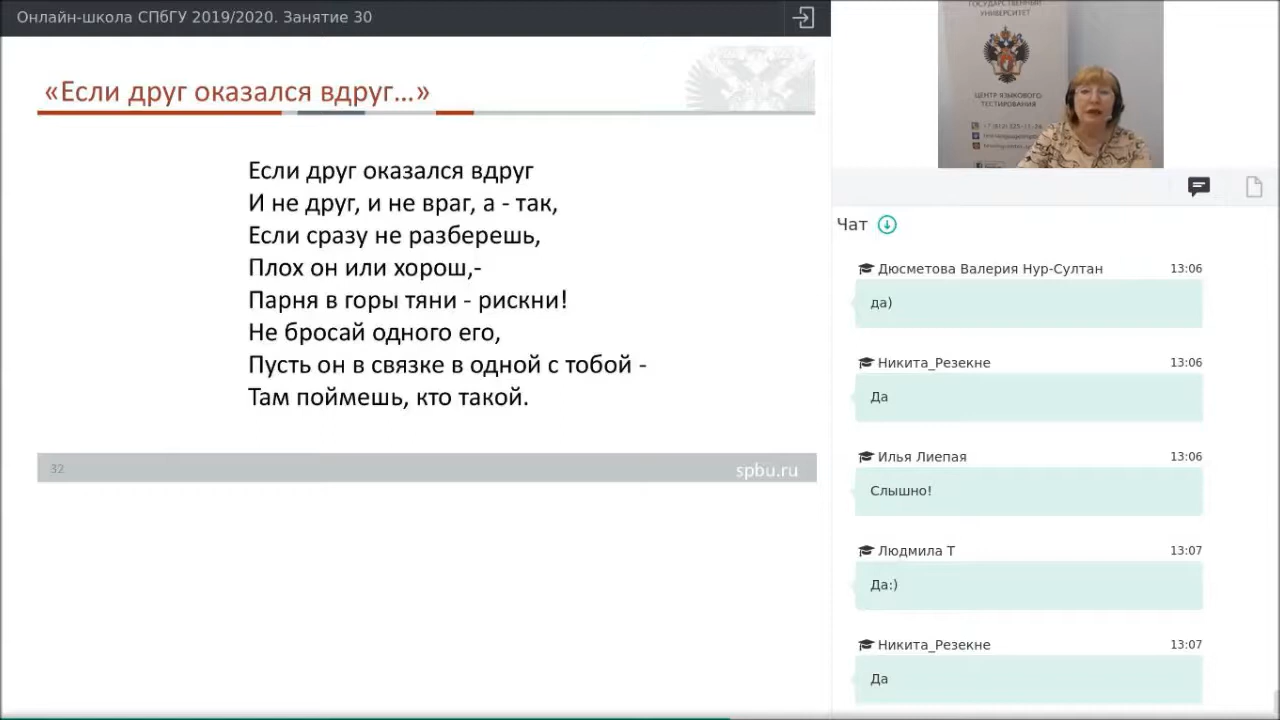 Онлайн-школа СПбГУ 2019/2020. Занятие 30
«Если друг оказался вдруг...»
Если друг оказался вдруг
И не друг, и не враг, а - так,
Если сразу не разберешь,
Плох он или хорош,-
Парня в горы тяни - рискни!
Не бросай одного его,
Пусть он в связке в одной с тобой -
Там поймешь, кто такой.
32
spbu.ru
ГОСУДАРСТВЕННЫЙ
УНИВЕРСИТЕТ
ЦЕНТР ЯЗЫКОВОГО
ТЕСТИРОВАНИЯ
Чат
Дюсметова Валерия Нур-Султан 13:06
да)
Никита_Резекне 13:06
Да
Илья Лиепая 13:06
Слышно!
Людмила Т 13:07
Да:)
Никита_Резекне 13:07
Да